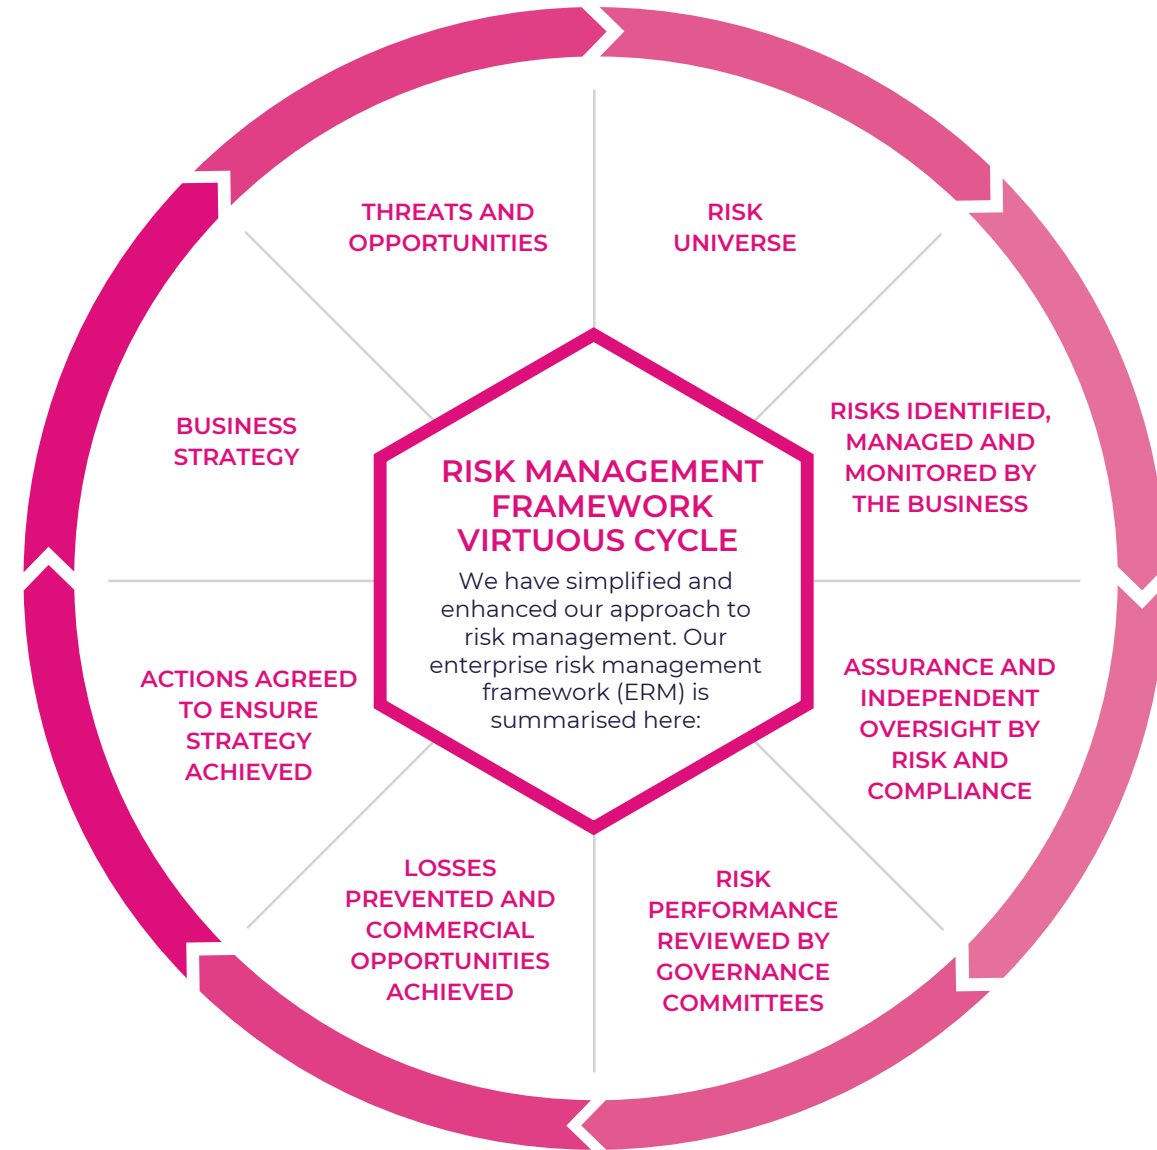 THREATS AND
OPPORTUNITIES
RISK
UNIVERSE
RISKS IDENTIFIED,
MANAGED AND
MONITORED BY
THE BUSINESS
ASSURANCE AND
INDEPENDENT
OVERSIGHT BY
RISK AND
COMPLIANCE
RISK
PERFORMANCE
REVIEWED BY
GOVERNANCE
COMMITTEES
LOSSES
PREVENTED AND
COMMERCIAL
OPPORTUNITIES
ACHIEVED
ACTIONS AGREED
TO ENSURE
STRATEGY
ACHIEVED
BUSINESS
STRATEGY
RISK MANAGEMENT
FRAMEWORK
VIRTUOUS CYCLE
We have simplified and
enhanced our approach to
risk management. Our
enterprise risk management
framework (ERM) is
summarised here: